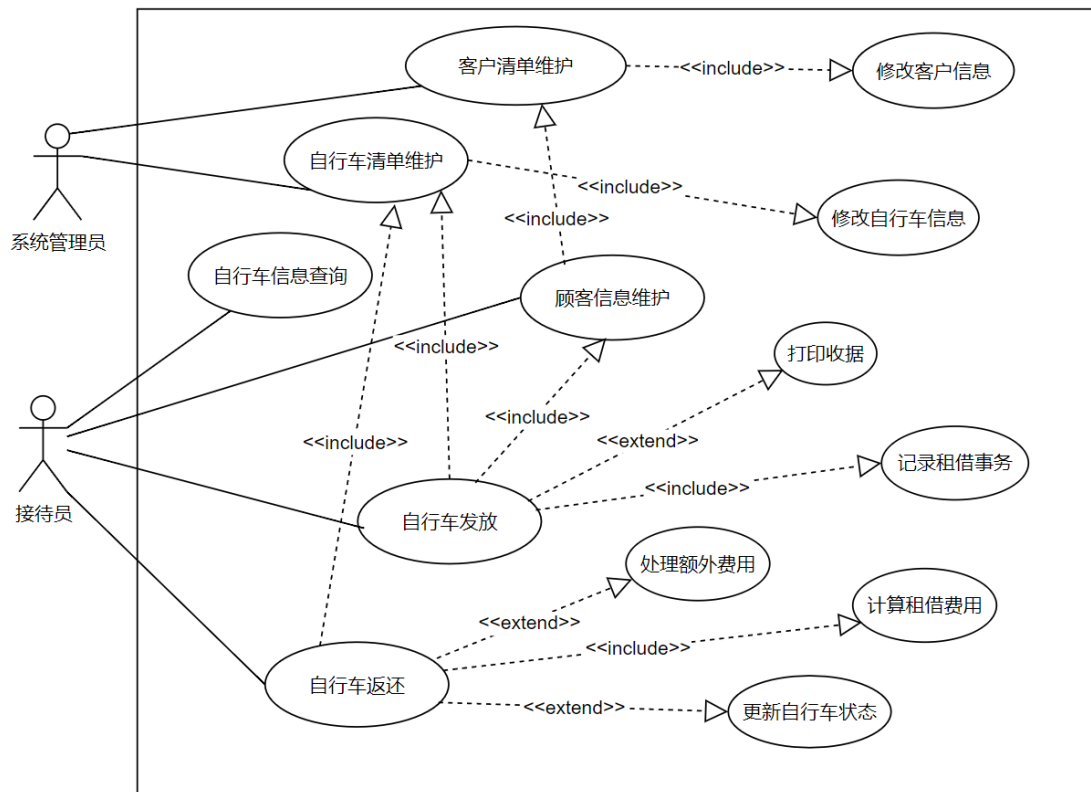 客户清单维护
<<include>>
修改客户信息
自行车清单维护
<<include>>
修改自行车信息
<<include>>
系统管理员
自行车信息查询
顾客信息维护
<<include>>
打印收据
<<include>>
<<include>>
<<extend>>
记录租借事务
<<include>>
接待员
自行车发放
处理额外费用
计算租借费用
<<extend>>
<<include>>
自行车返还
<<extend>>
更新自行车状态